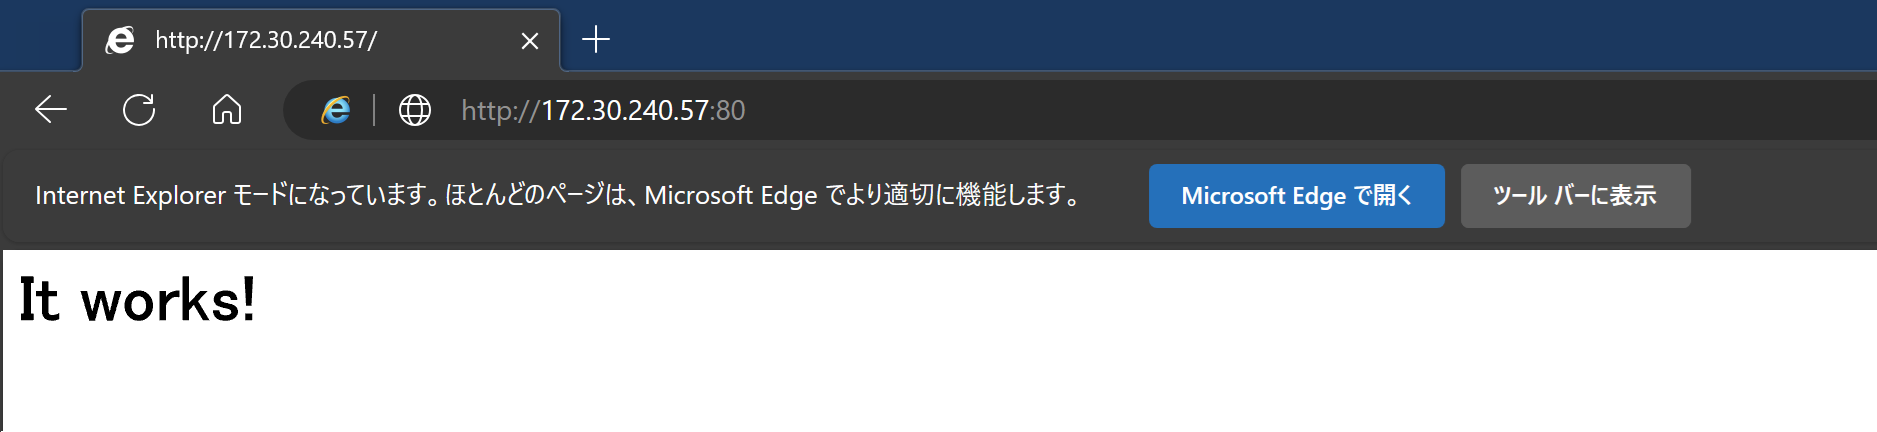 http://172.30.240.57/
http://172.30.240.57:80
Internet Explorer モードになっています。ほとんどのページは、Microsoft Edge でより適切に機能します。
Microsoft Edge で開く
ツール バーに表示
It works!